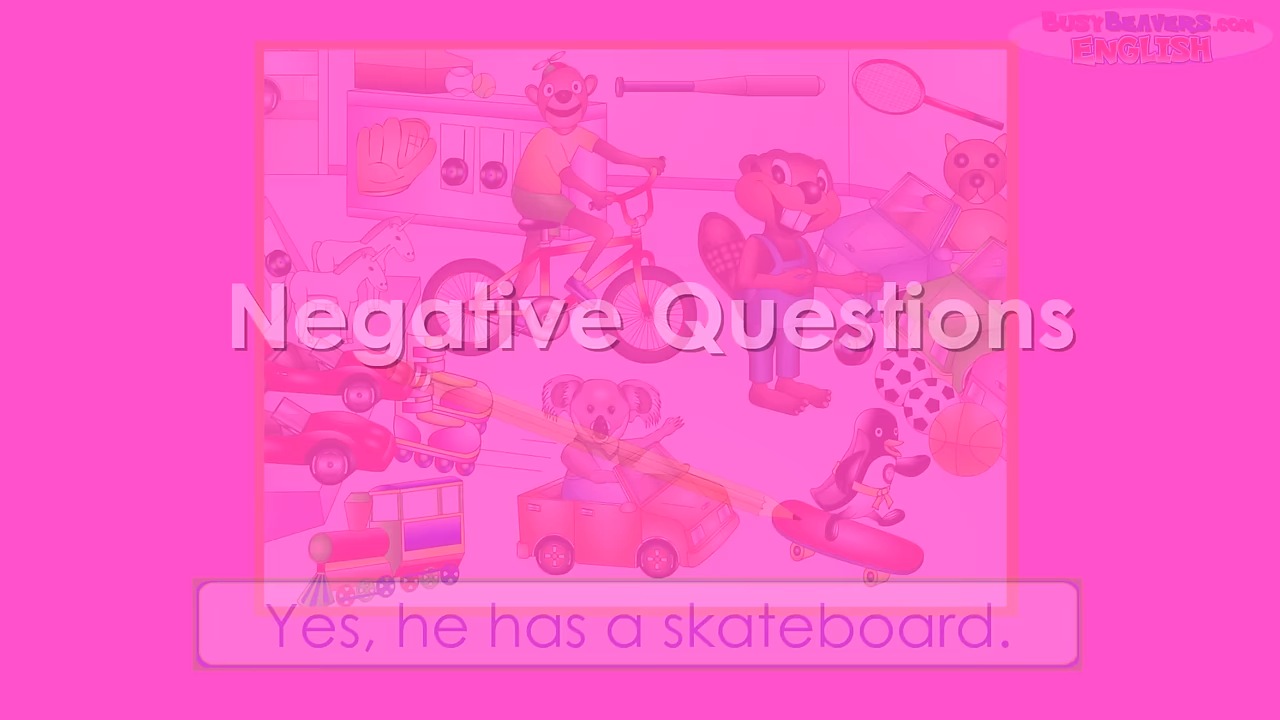 BUSYBEAVERS.COM
ENGLISH
Negative Questions
Yes, he has a skateboard.